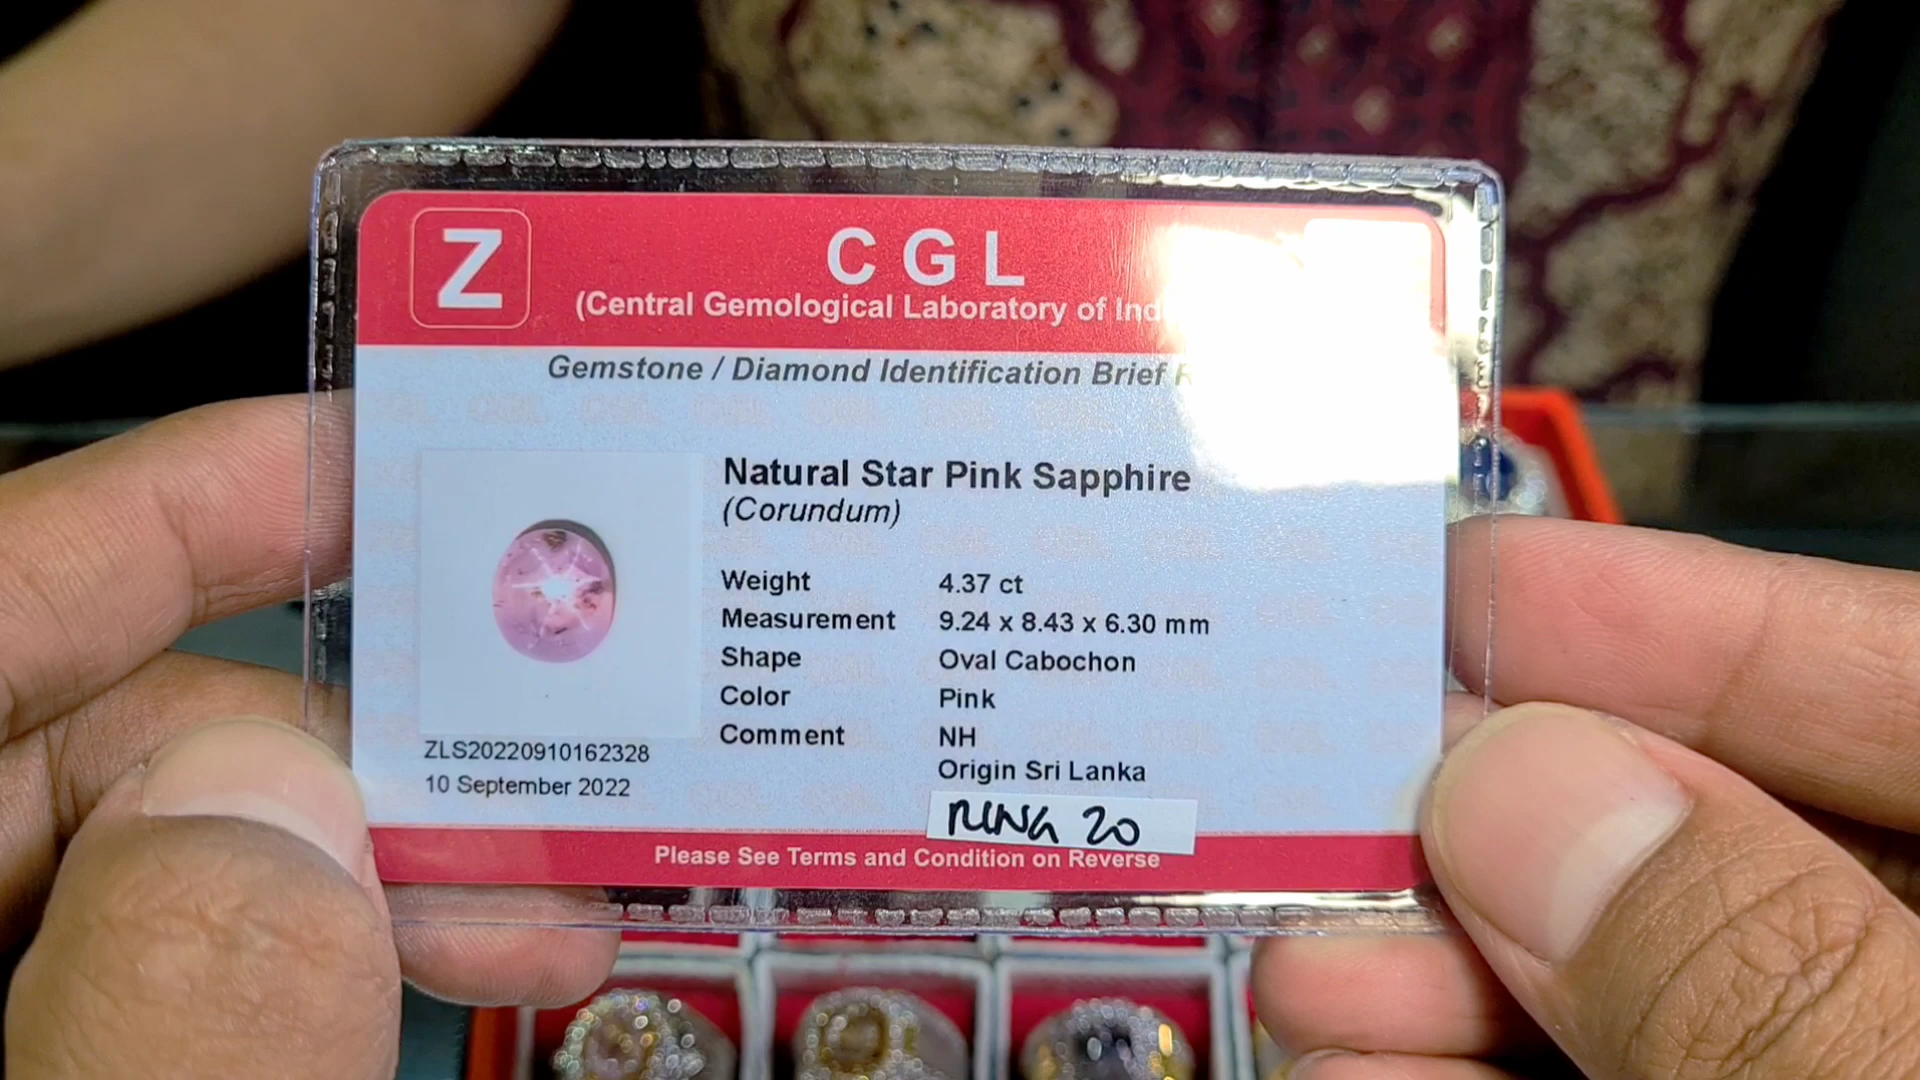 Z
C G L
(Central Gemological Laboratory of
Gemstone / Diamond Identification Brief
Natural Star Pink Sapphire
(Corundum)
Weight 4.37 ct
Measurement 9.24 x 8.43 x 6.30 mm
Shape Oval Cabochon
Color Pink
Comment NH
Origin Sri Lanka
ZLS20220910162328
10 September 2022
RING 20
Please See Terms and Condition on Reverse